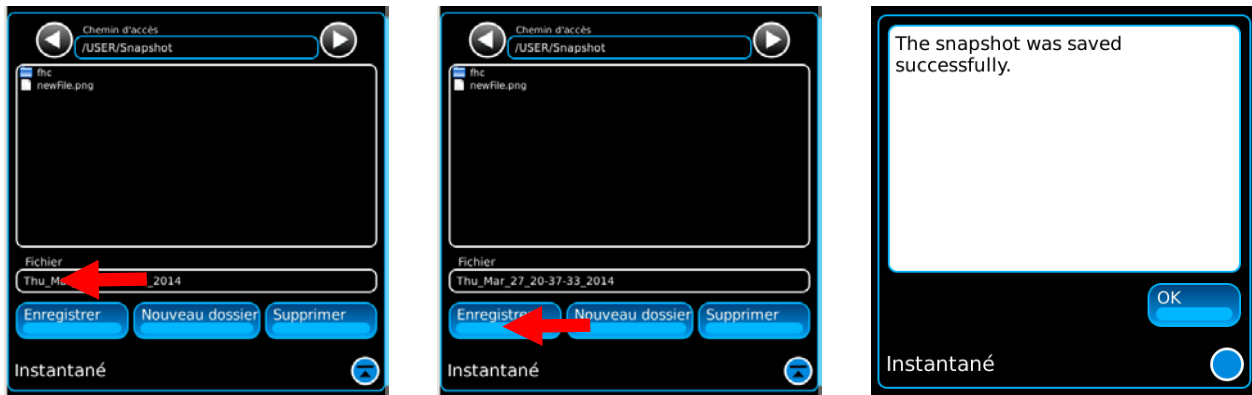 Chemin d'accès
/USER/Snapshot
fhc
newFile.png
Fichier
Thu_Ma _2014
Enregistrer Nouveau dossier Supprimer
Instantané
Chemin d'accès
/USER/Snapshot
fhc
newFile.png
Fichier
Thu_Mar_27_20-37-33_2014
Enregistrer Nouveau dossier Supprimer
Instantané
The snapshot was saved
successfully.
OK
Instantané